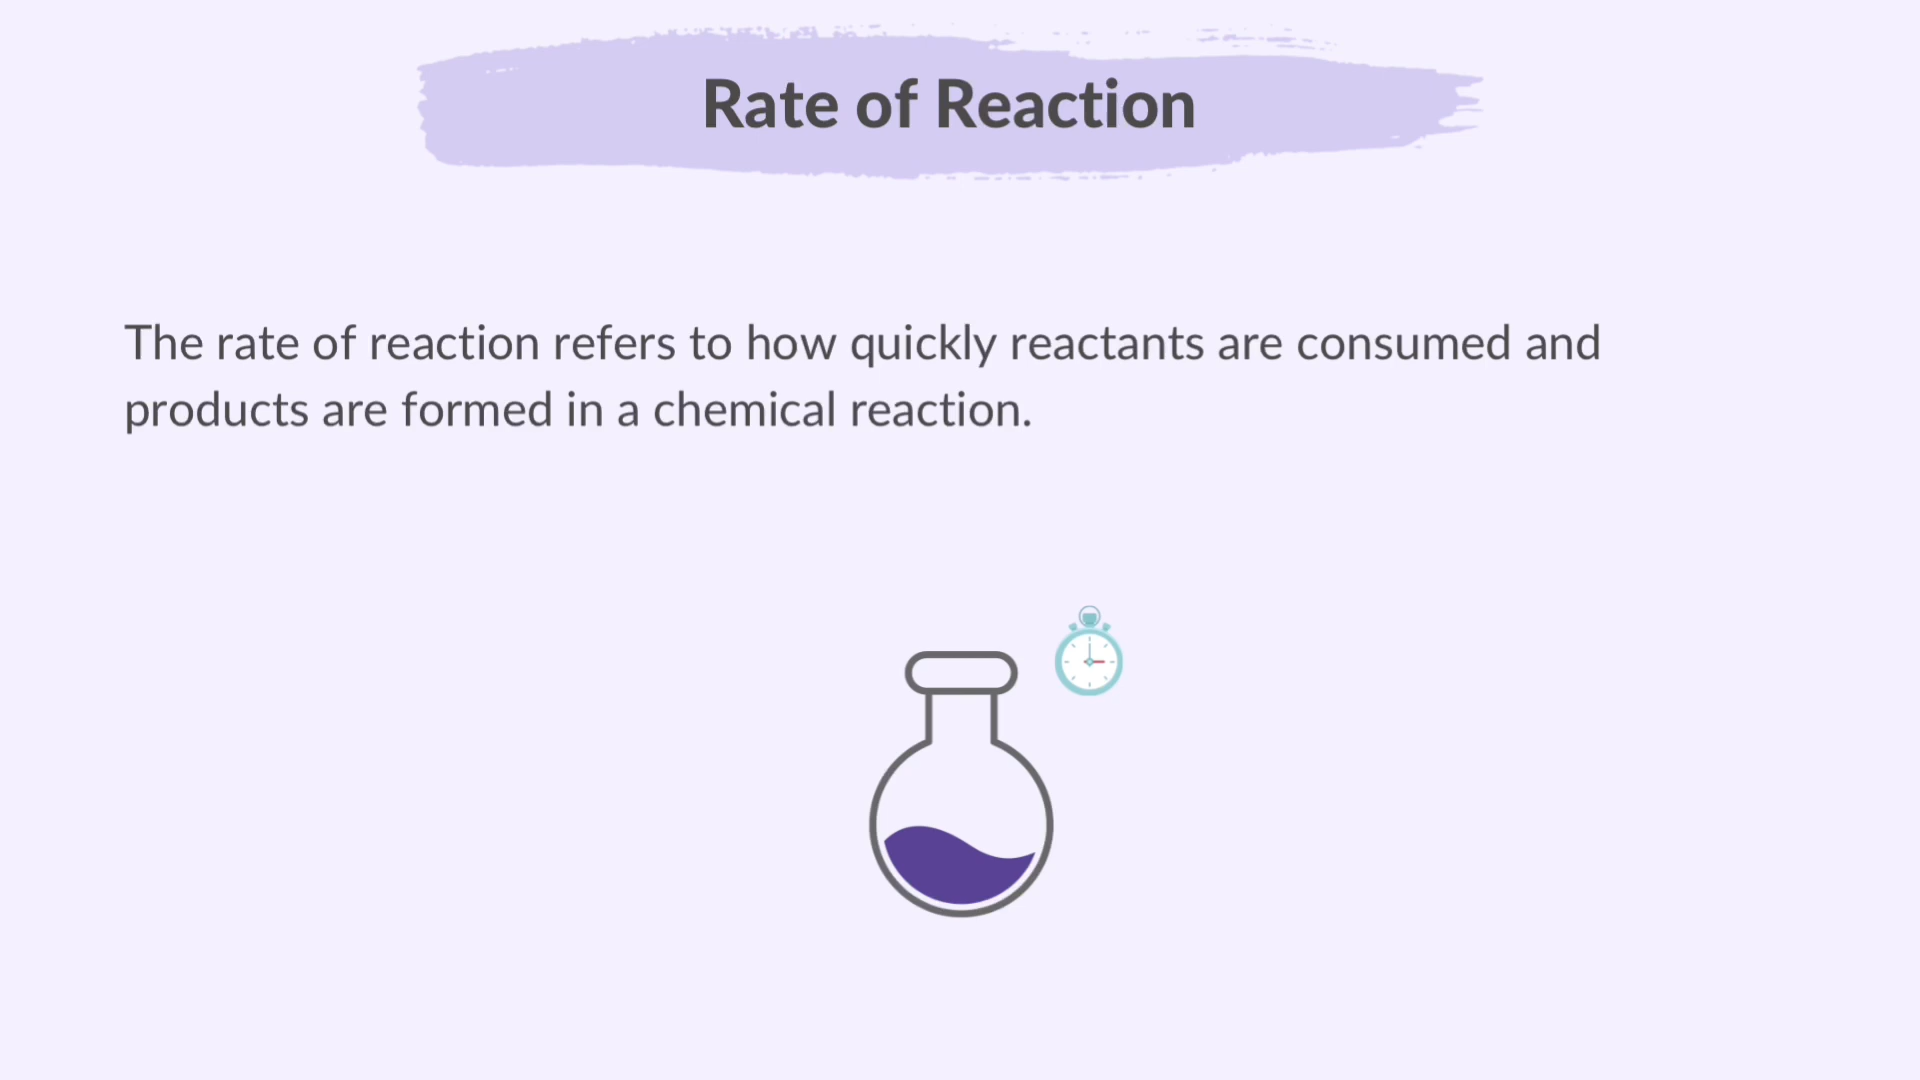 Rate of Reaction
The rate of reaction refers to how quickly reactants are consumed and
products are formed in a chemical reaction.